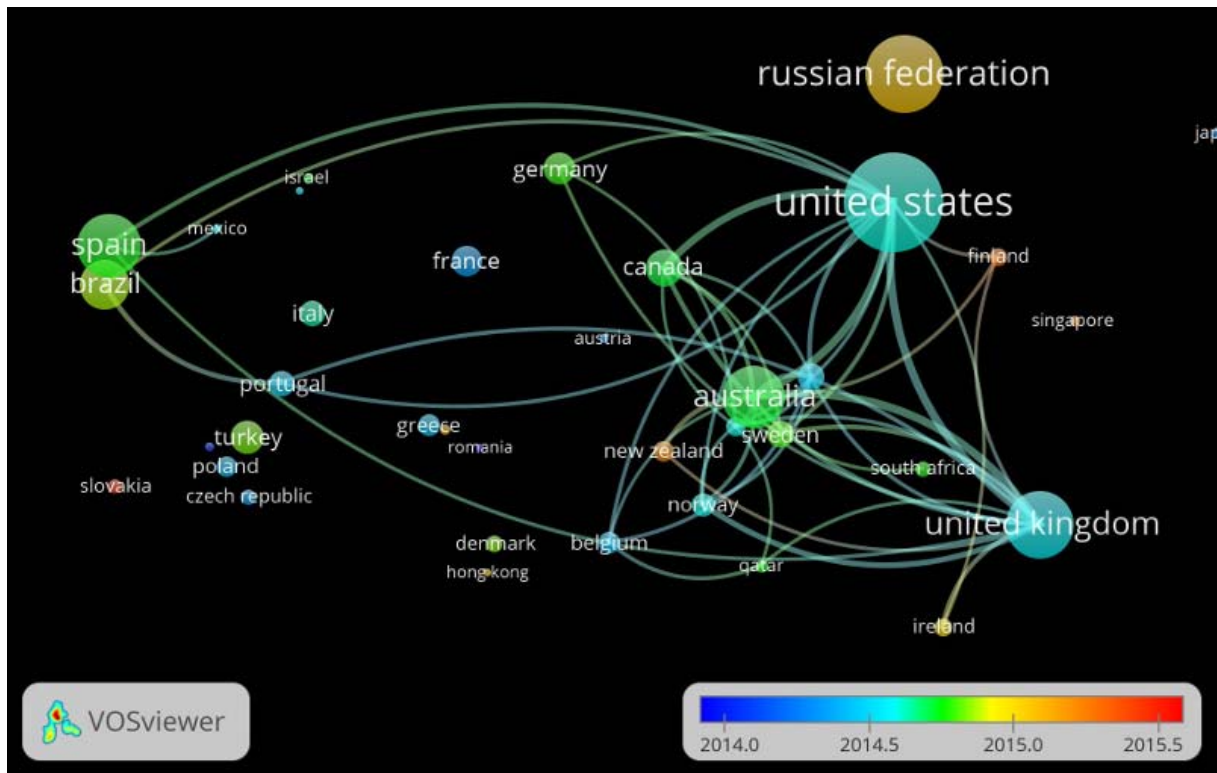 russian federation
jap
germany
israel
united states
mexico
spain
france
canada
finland
brazil
italy
singapore
austria
portugal
australia
greece
turkey
sweden
romania
new zealand
poland
south africa
slovakia
czech republic
norway
united kingdom
denmark
belgium
qatar
hong kong
ireland
VOSviewer
2014.0 2014.5 2015.0 2015.5